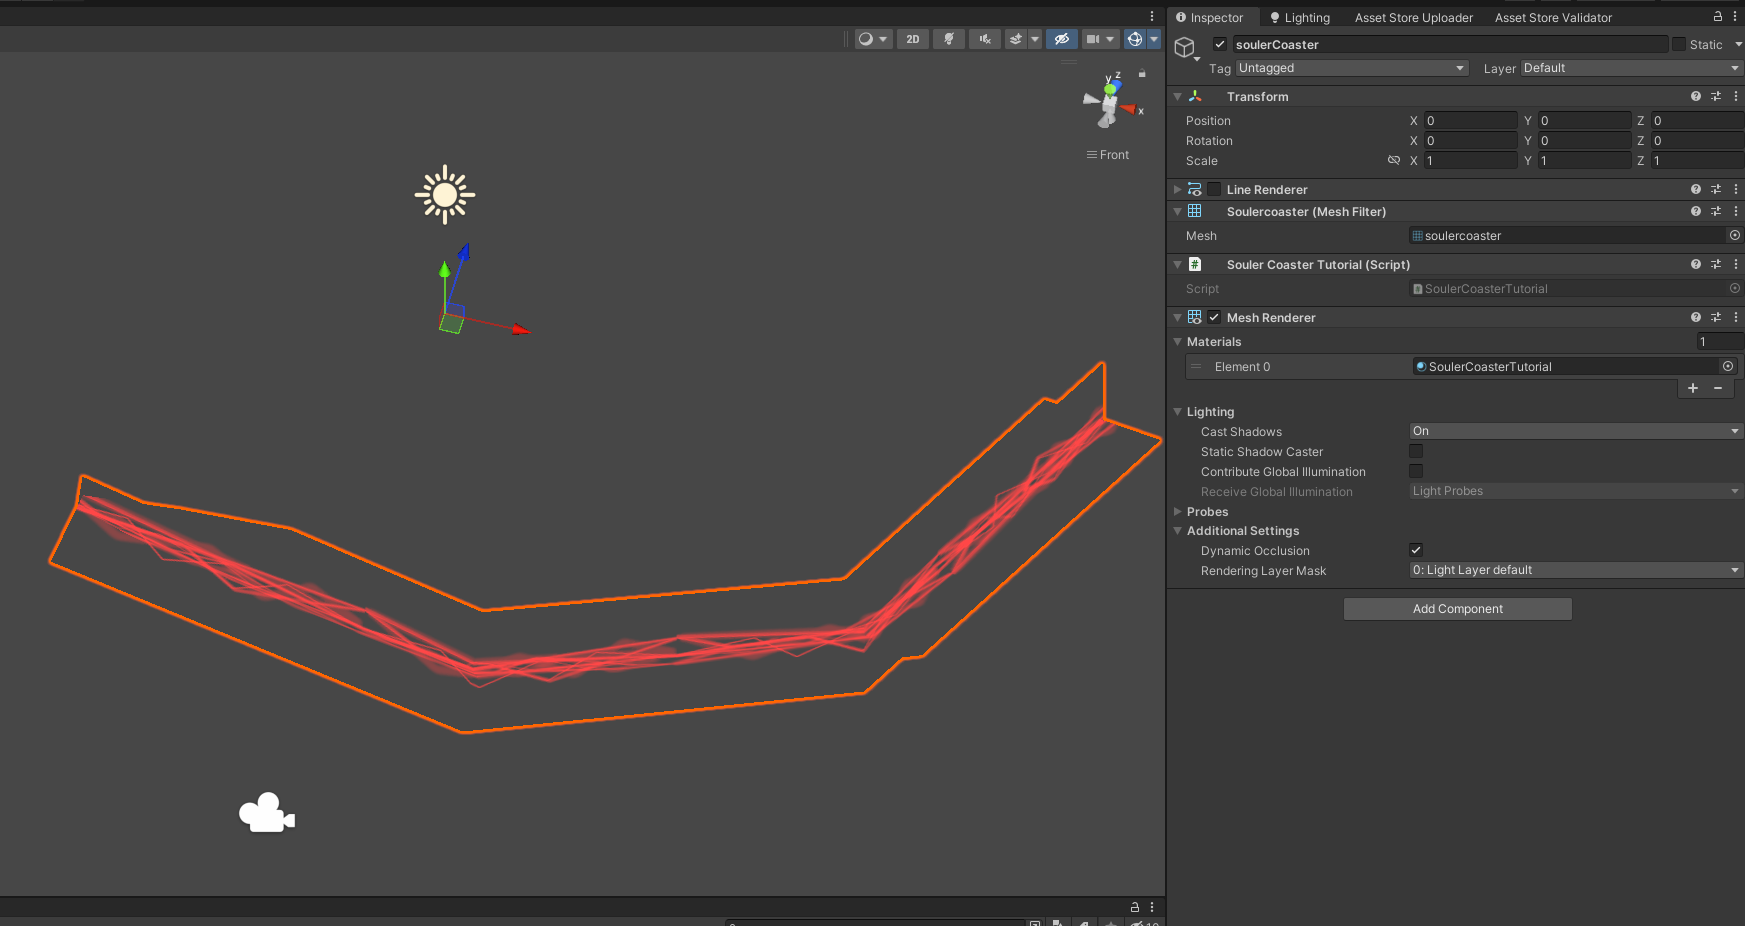 Inspector
Lighting
Asset Store Uploader
Asset Store Validator
soulerCoaster
Static
Tag
Untagged
Layer
Default
2D
y
z
x
Front
Transform
Position
X 0 Y 0 Z 0
Rotation
X 0 Y 0 Z 0
Scale
X 1 Y 1 Z 1
Line Renderer
Soulercoaster (Mesh Filter)
Mesh
soulercoaster
Souler Coaster Tutorial (Script)
Script
SoulerCoasterTutorial
Mesh Renderer
Materials
1
Element 0
SoulerCoasterTutorial
Lighting
Cast Shadows
On
Static Shadow Caster
Contribute Global Illumination
Receive Global Illumination
Light Probes
Probes
Additional Settings
Dynamic Occlusion
Rendering Layer Mask
0: Light Layer default
Add Component